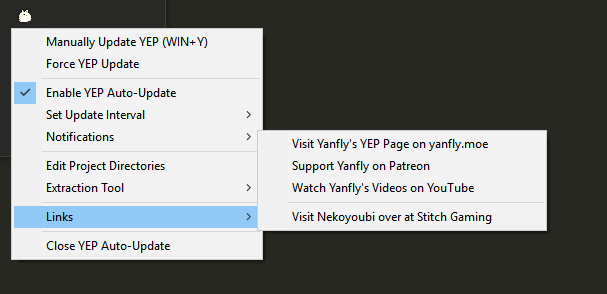 Manually Update YEP (WIN+Y)
Force YEP Update
Enable YEP Auto-Update
Set Update Interval
Notifications
Edit Project Directories
Extraction Tool
Links
Close YEP Auto-Update
Visit Yanfly's YEP Page on yanfly.moe
Support Yanfly on Patreon
Watch Yanfly's Videos on YouTube
Visit Nekoyoubi over at Stitch Gaming